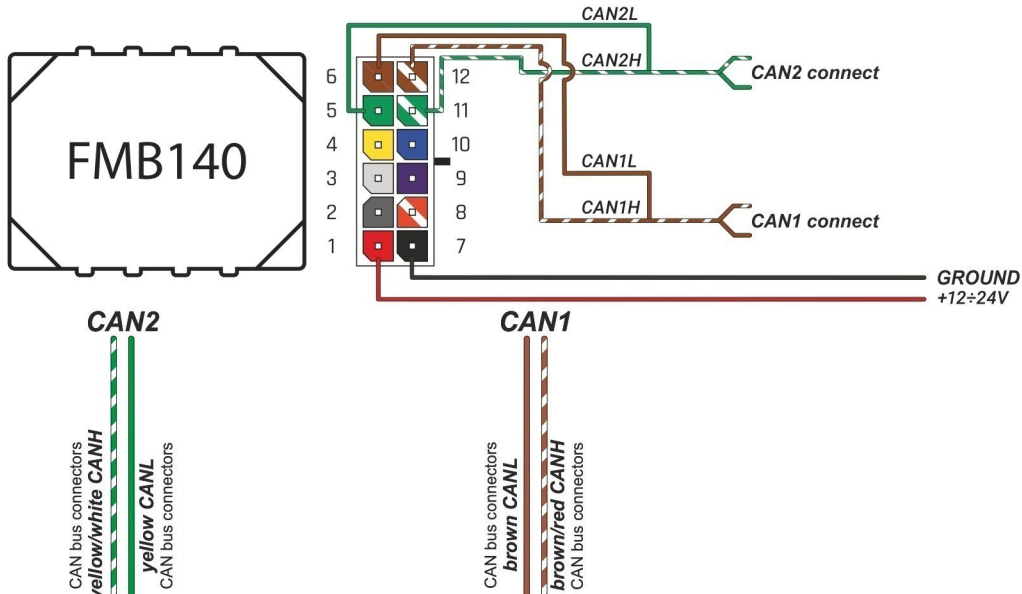 CAN2L
CAN2H
CAN2 connect
6 12
5 11
4 10
3 9
2 8
1 7
FMB140
CAN1L
CAN1H
CAN1 connect
GROUND
+12÷24V
CAN2
CAN1
CAN bus connectors
yellow/white CANH
yellow CANL
CAN bus connectors
CAN bus connectors
brown CANL
brown/red CANH
CAN bus connectors